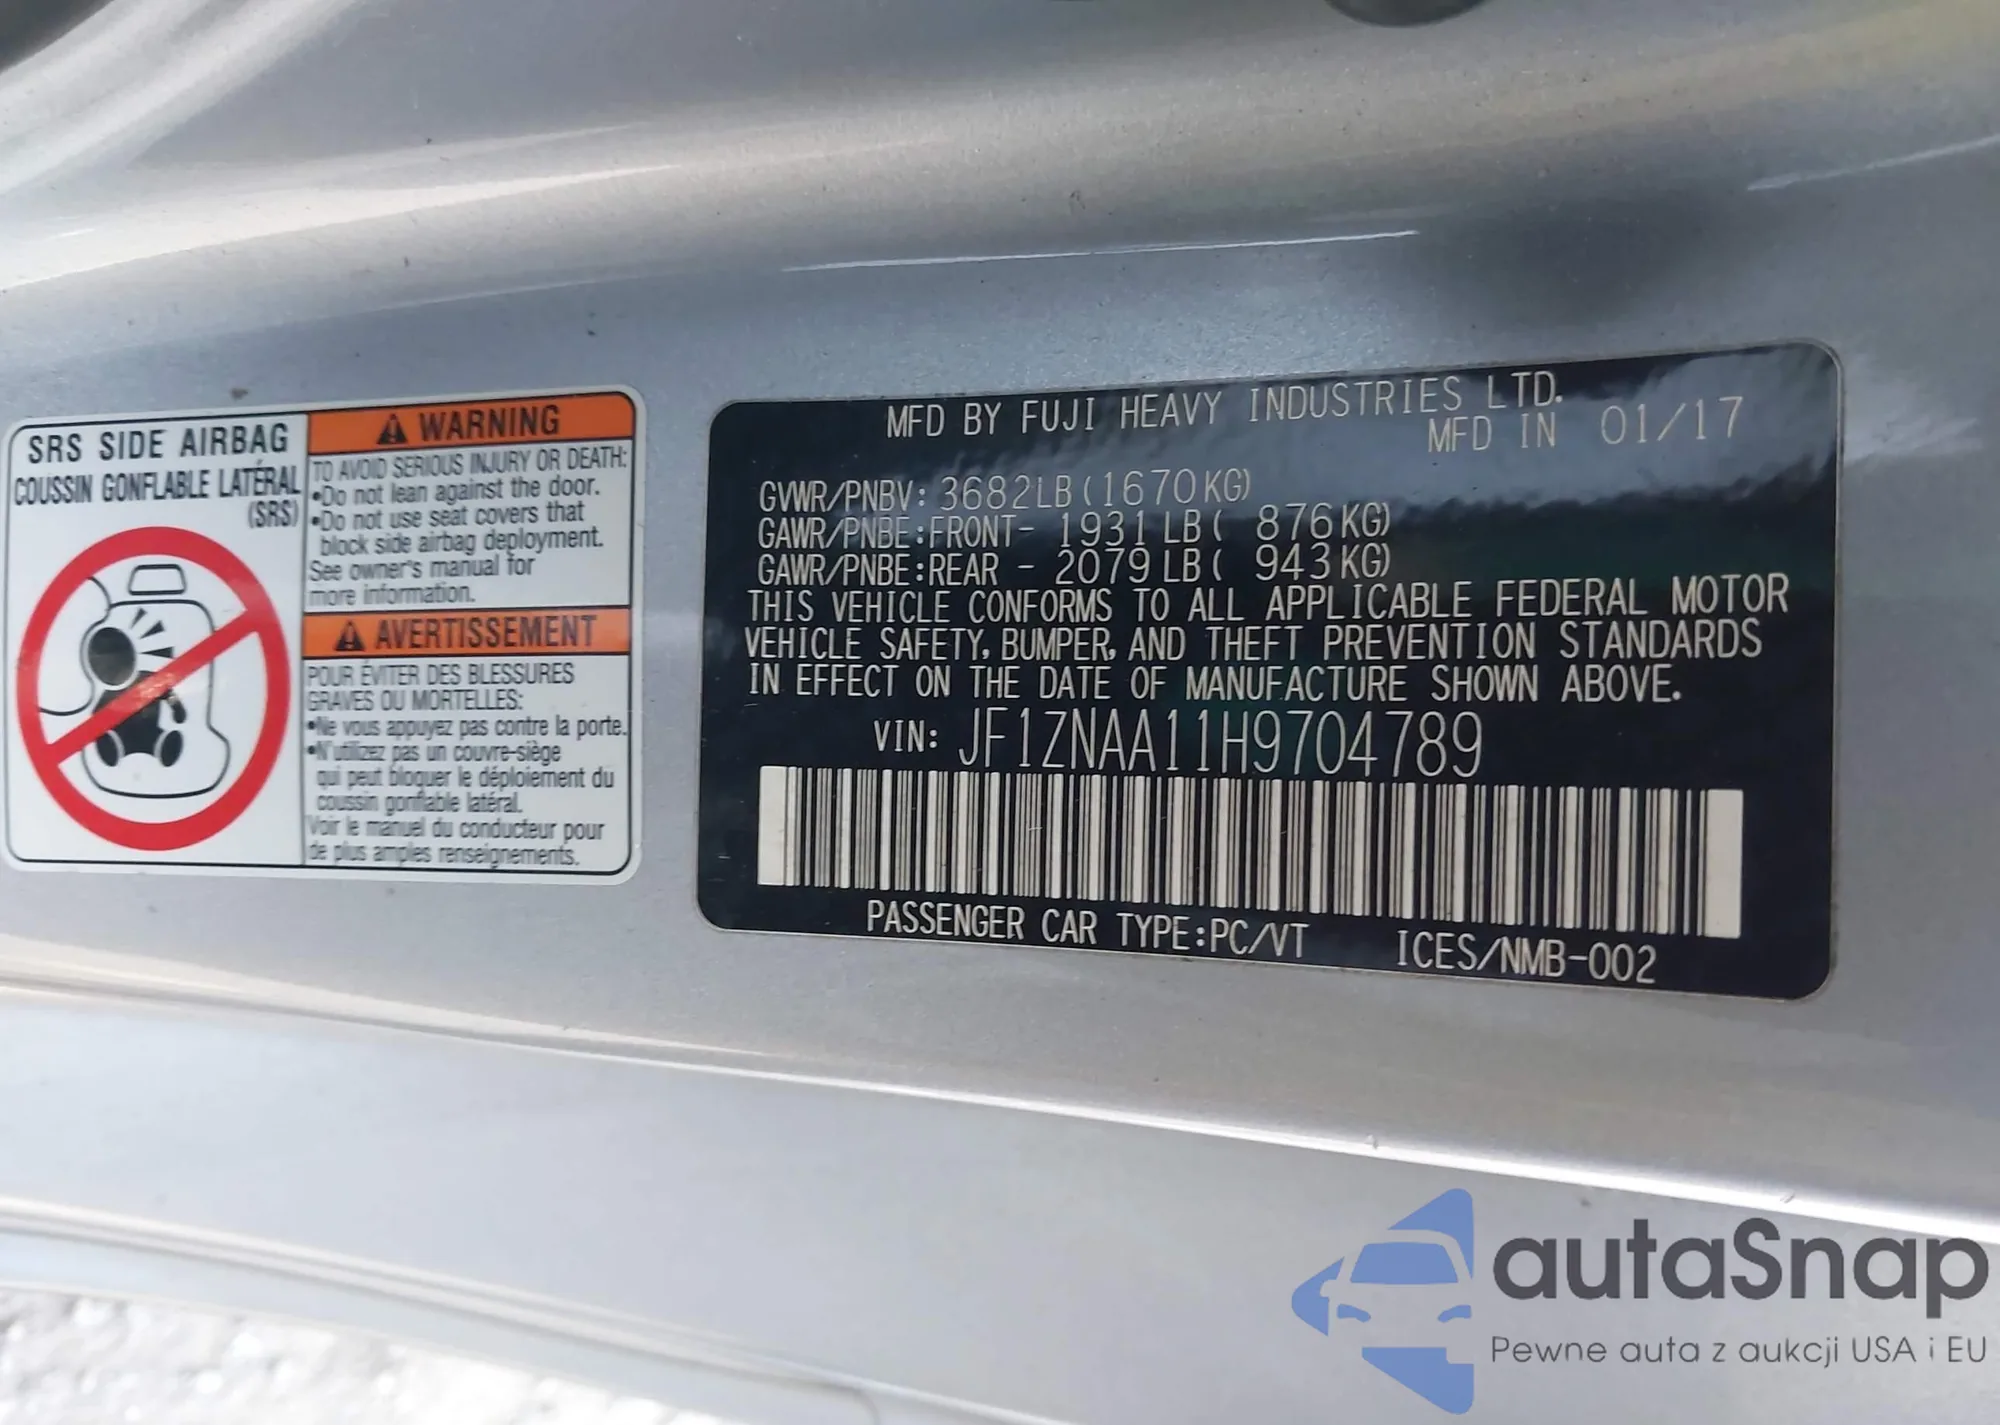 SRS SIDE AIRBAG
COUSSIN GONFLABLE LATÉRAL
(SRS)
WARNING
TO AVOID SERIOUS INJURY OR DEATH:
•Do not lean against the door.
•Do not use seat covers that
block side airbag deployment.
See owner's manual for
more information.
AVERTISSEMENT
POUR ÉVITER DES BLESSURES
GRAVES OU MORTELLES:
•Ne vous appuyez pas contre la porte.
•N'utilizez pas un couvre-siège
qui peut bloquer le déploiement du
coussin gonflable latéral.
Voir le manuel du conducteur pour
de plus amples renseignements.
MFD BY FUJI HEAVY INDUSTRIES LTD.
MFD IN 01/17
GVWR/PNBV: 3682LB(1670KG)
GAWR/PNBE:FRONT- 1931LB( 876KG)
GAWR/PNBE:REAR - 2079LB( 943KG)
THIS VEHICLE CONFORMS TO ALL APPLICABLE FEDERAL MOTOR
VEHICLE SAFETY, BUMPER, AND THEFT PREVENTION STANDARDS
IN EFFECT ON THE DATE OF MANUFACTURE SHOWN ABOVE.
VIN: JF1ZNAA11H9704789
PASSENGER CAR TYPE:PC/VT ICES/NMB-002
autaSnap
Pewne auta z aukcji USA i EU